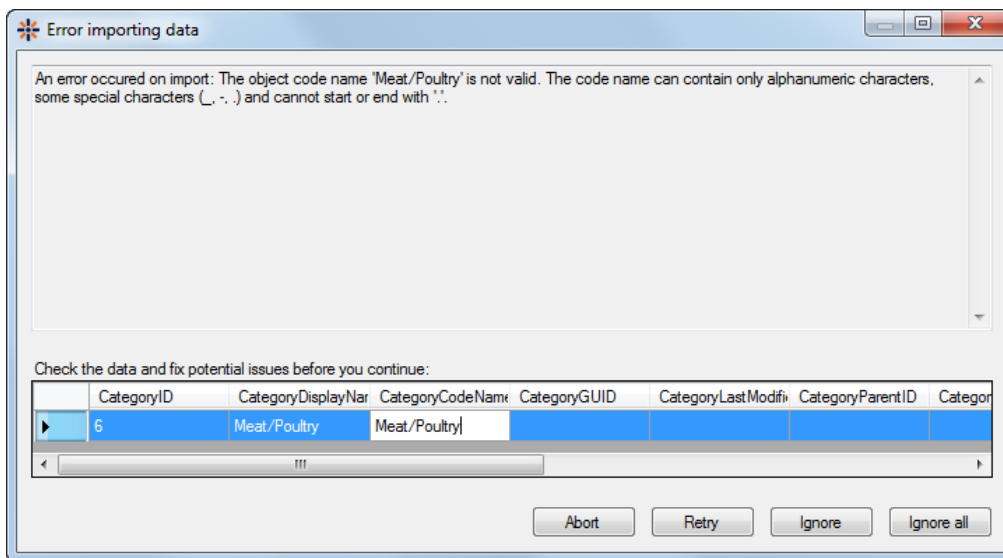 Error importing data
An error occured on import: The object code name 'Meat/Poultry' is not valid. The code name can contain only alphanumeric characters,
some special characters (_, -, .) and cannot start or end with '.'.
Check the data and fix potential issues before you continue:
CategoryID CategoryDisplayNar CategoryCodeName CategoryGUID CategoryLastModifi CategoryParentID Categor
6 Meat/Poultry Meat/Poultry
Abort Retry Ignore Ignore all